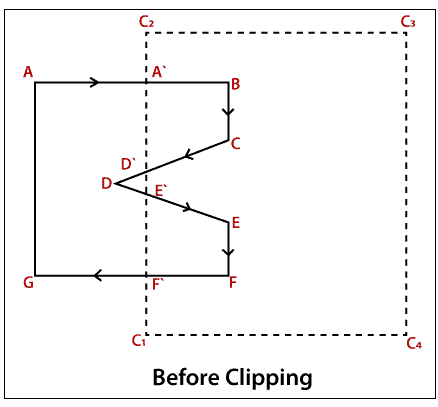 C2 C3
A A` B
C
D`
D E`
E
G F` F
C1 C4
Before Clipping